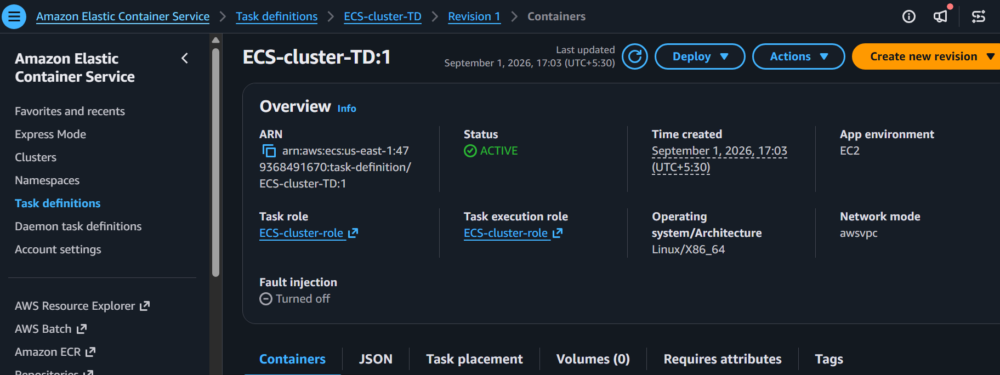 Amazon Elastic Container Service > Task definitions > ECS-cluster-TD > Revision 1 > Containers
Amazon Elastic
Container Service
Favorites and recents
Express Mode
Clusters
Namespaces
Task definitions
Daemon task definitions
Account settings
AWS Resource Explorer
AWS Batch
Amazon ECR
Repositories
ECS-cluster-TD:1
Last updated
September 1, 2026, 17:03 (UTC+5:30)
Deploy
Actions
Create new revision
Overview Info
ARN
arn:aws:ecs:us-east-1:47
9368491670:task-definition/
ECS-cluster-TD:1
Status
ACTIVE
Time created
September 1, 2026, 17:03
(UTC+5:30)
App environment
EC2
Task role
ECS-cluster-role
Task execution role
ECS-cluster-role
Operating
system/Architecture
Linux/X86_64
Network mode
awsvpc
Fault injection
Turned off
Containers
JSON
Task placement
Volumes (0)
Requires attributes
Tags